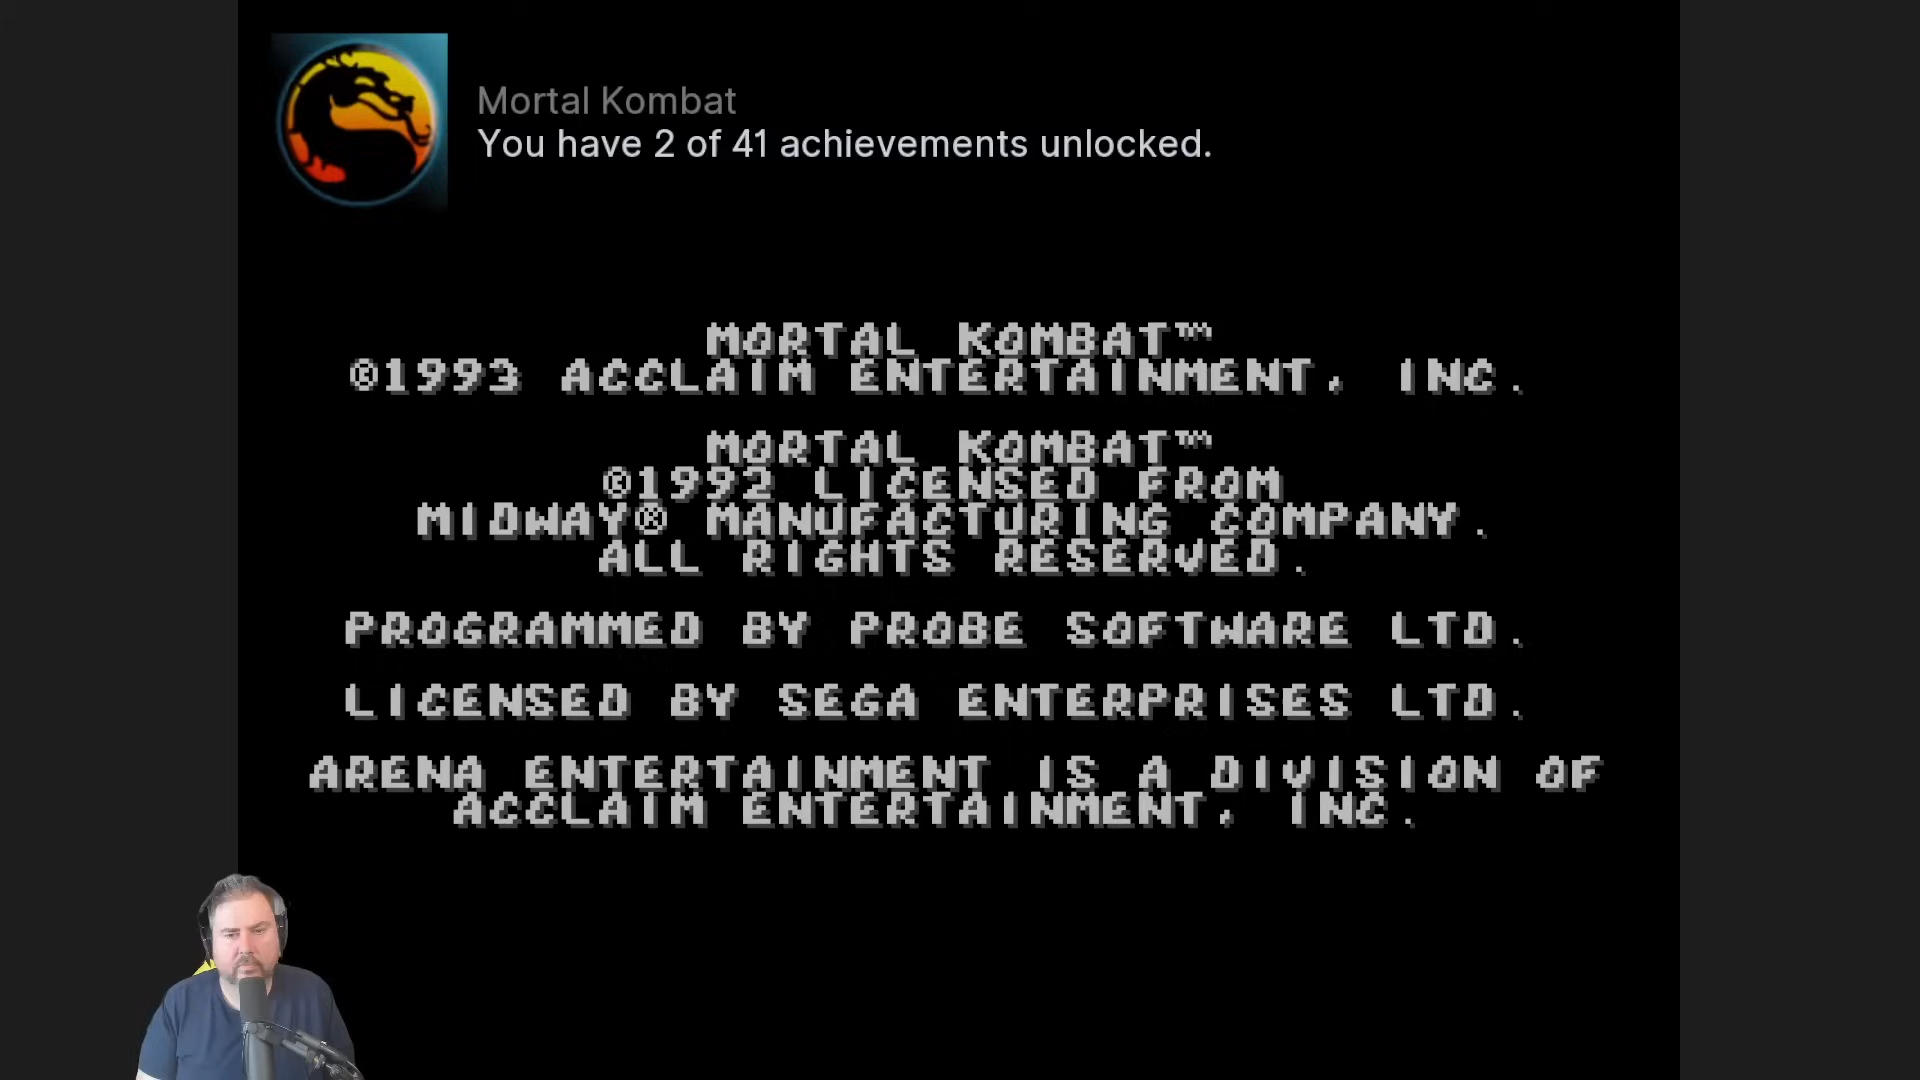 Mortal Kombat
You have 2 of 41 achievements unlocked.
MORTAL KOMBAT™
©1993 ACCLAIM ENTERTAINMENT, INC.
MORTAL KOMBAT™
©1992 LICENSED FROM
MIDWAY® MANUFACTURING COMPANY.
ALL RIGHTS RESERVED.
PROGRAMMED BY PROBE SOFTWARE LTD.
LICENSED BY SEGA ENTERPRISES LTD.
ARENA ENTERTAINMENT IS A DIVISION OF
ACCLAIM ENTERTAINMENT, INC.